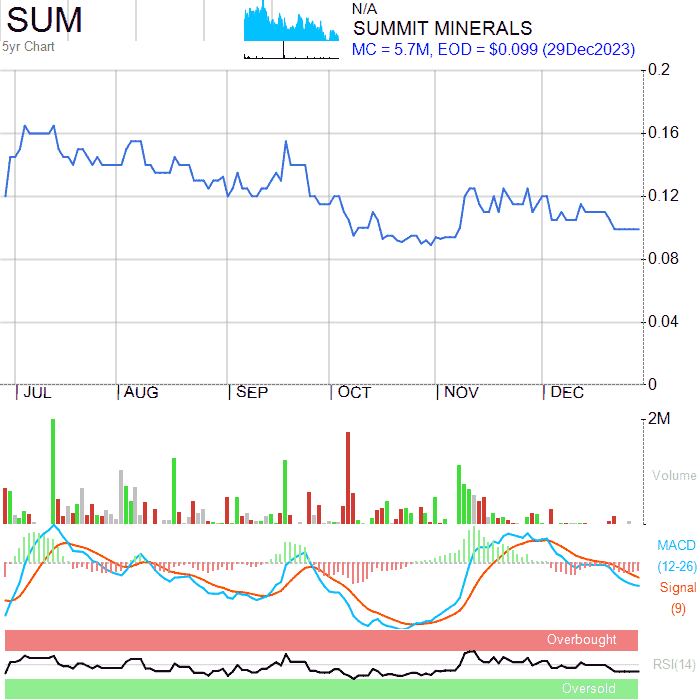 SUM
5yr Chart
N/A
SUMMIT MINERALS
MC = 5.7M, EOD = $0.099 (29Dec2023)
0.2
0.16
0.12
0.08
0.04
0
JUL AUG SEP OCT NOV DEC
2M
Volume
MACD
(12-26)
Signal
(9)
Overbought
RSI(14)
Oversold